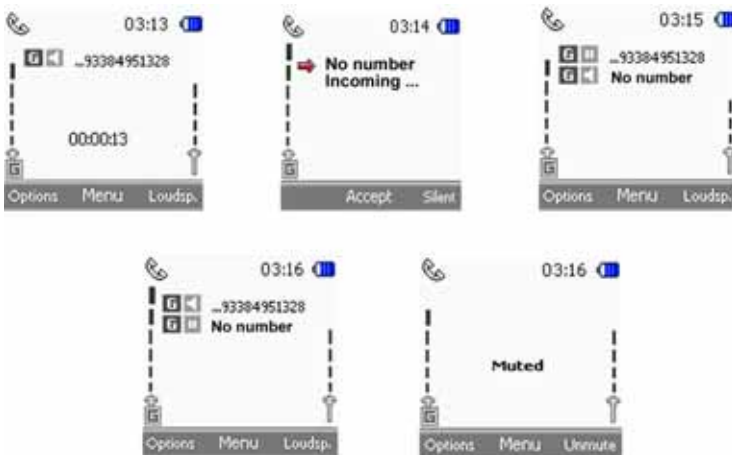 03:13
...93384951328
00:00:13
G
Options Menu Loudsp.
03:14
No number
Incoming ...
G
Accept Silent
03:15
...93384951328
No number
G
Options Menu Loudsp.
03:16
...93384951328
No number
G
Options Menu Loudsp.
03:16
Muted
G
Options Menu Unmute